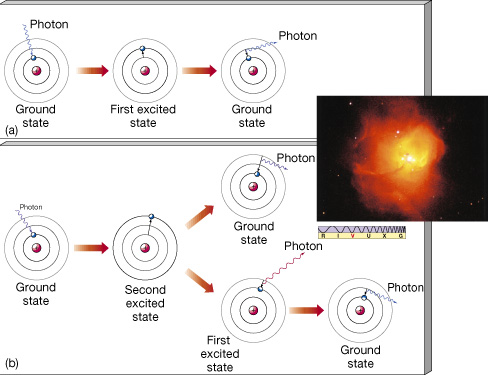 Photon
Photon
Ground
state
First excited
state
Ground
state
(a)
Photon
Photon
Ground
state
Ground
state
Second
excited
state
Photon
First
excited
state
Photon
Ground
state
(b)
R I V U X G